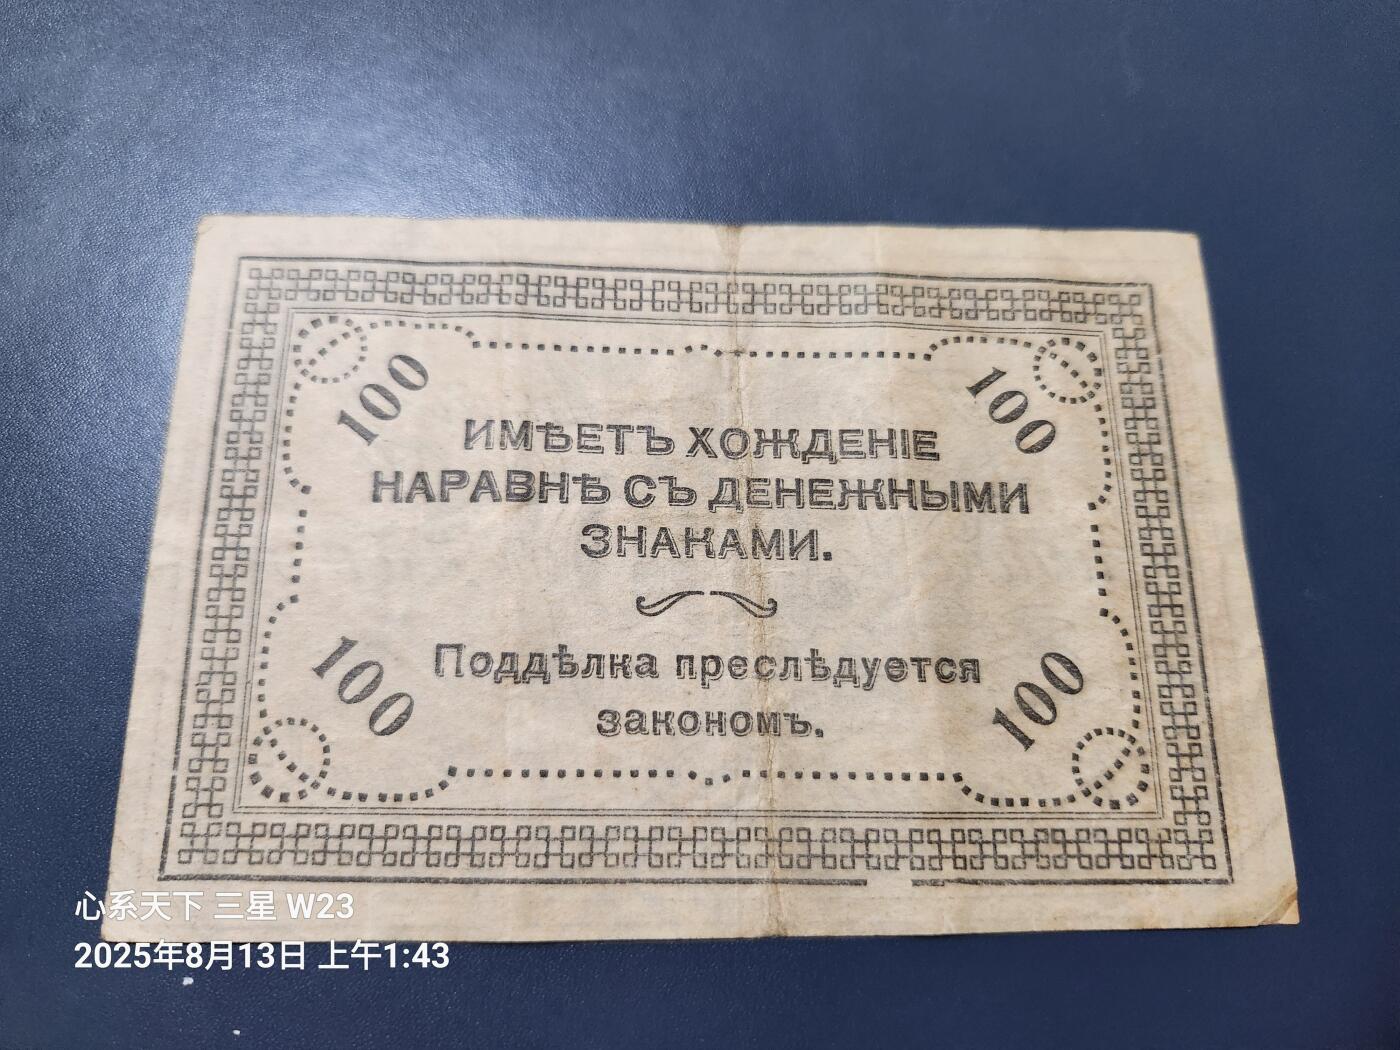 100 100
ИМѢЕТЪ ХОЖДЕНІЕ
НАРАВНѢ СЪ ДЕНЕЖНЫМИ
ЗНАКАМИ.
Поддѣлка преслѣдуется
закономъ.
100 100
心系天下 三星 W23
2025年8月13日 上午1:43